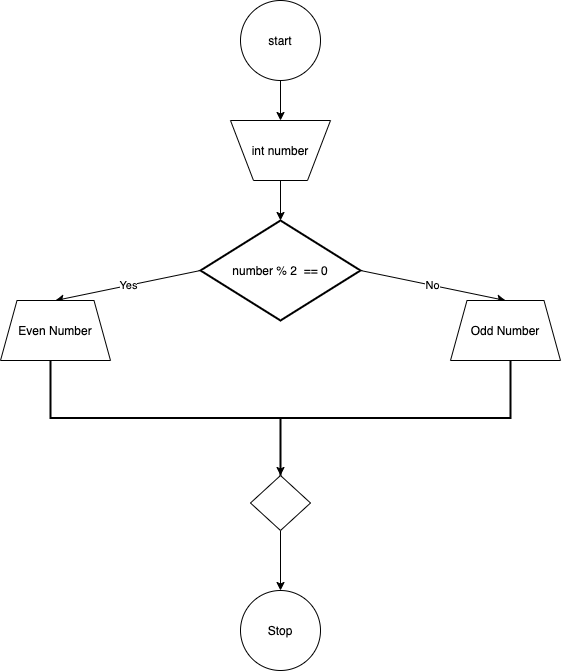 start
int number
number % 2  == 0
Yes
No
Even Number
Odd Number
Stop